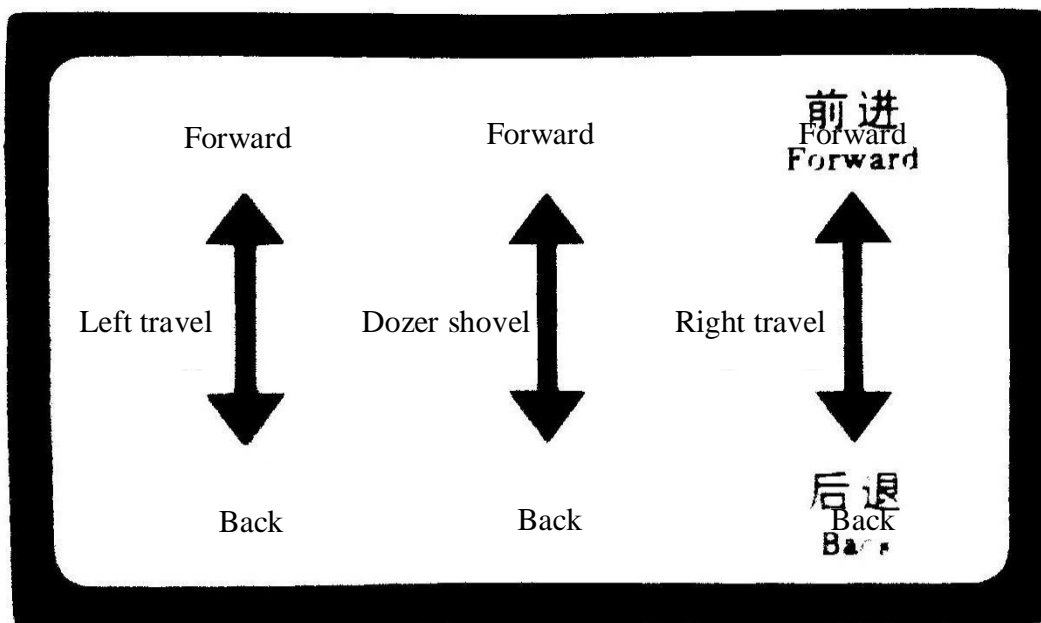 前进
Forward Forward Forward
Forward
Left travel Dozer shovel Right travel
后退
Back Back Back